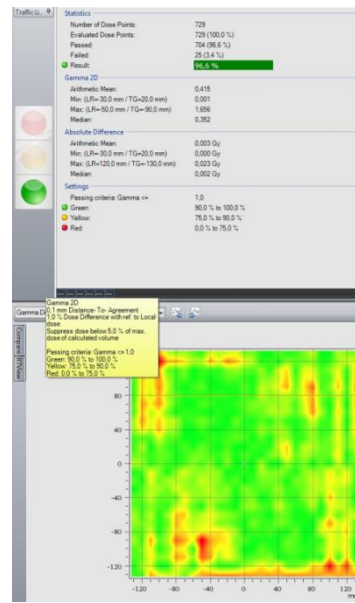 Traffic Li...
Statistics
Number of Dose Points: 729
Evaluated Dose Points: 729 (100,0 %)
Passed: 704 (96,6 %)
Failed: 25 (3,4 %)
Result: 96,6 %
Gamma 2D
Arithmetic Mean: 0,415
Min: (LR=-30,0 mm / TG=20,0 mm) 0,001
Max: (LR=-50,0 mm / TG=-90,0 mm) 1,656
Median: 0,352
Absolute Difference
Arithmetic Mean: 0,003 Gy
Min: (LR=-30,0 mm / TG=20,0 mm) 0,000 Gy
Max: (LR=120,0 mm / TG=-130,0 mm) 0,023 Gy
Median: 0,002 Gy
Settings
Passing criteria: Gamma <= 1,0
Green: 90,0 % to 100,0 %
Yellow: 75,0 % to 90,0 %
Red: 0,0 % to 75,0 %
Gamma 2D
0,1 mm Distance-To-Agreement
1,0 % Dose Difference with ref. to Local
dose
Suppress dose below 5,0 % of max.
dose of calculated volume
Passing criteria: Gamma <= 1,0
Green: 90,0 % to 100,0 %
Yellow: 75,0 % to 90,0 %
Red: 0,0 % to 75,0 %
Gamma
Compare
View
80
40
0
-40
-80
-120
-120 -80 -40 0 40 80 120